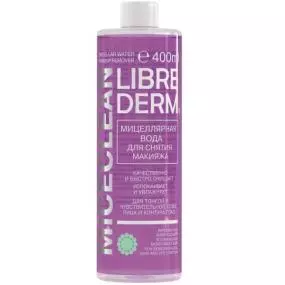 MICECLEAN
MICELLAR WATER
MAKEUP REMOVER
℮ 400ml
LIBRE
DERM
МИЦЕЛЛЯРНАЯ
ВОДА
ДЛЯ СНЯТИЯ
МАКИЯЖА
КАЧЕСТВЕННО
И БЫСТРО ОЧИЩАЕТ
УСПОКАИВАЕТ
И УВЛАЖНЯЕТ
ДЛЯ ТОНКОЙ И
ЧУВСТВИТЕЛЬНОЙ КОЖИ
ЛИЦА И КОНТУРА ГЛАЗ